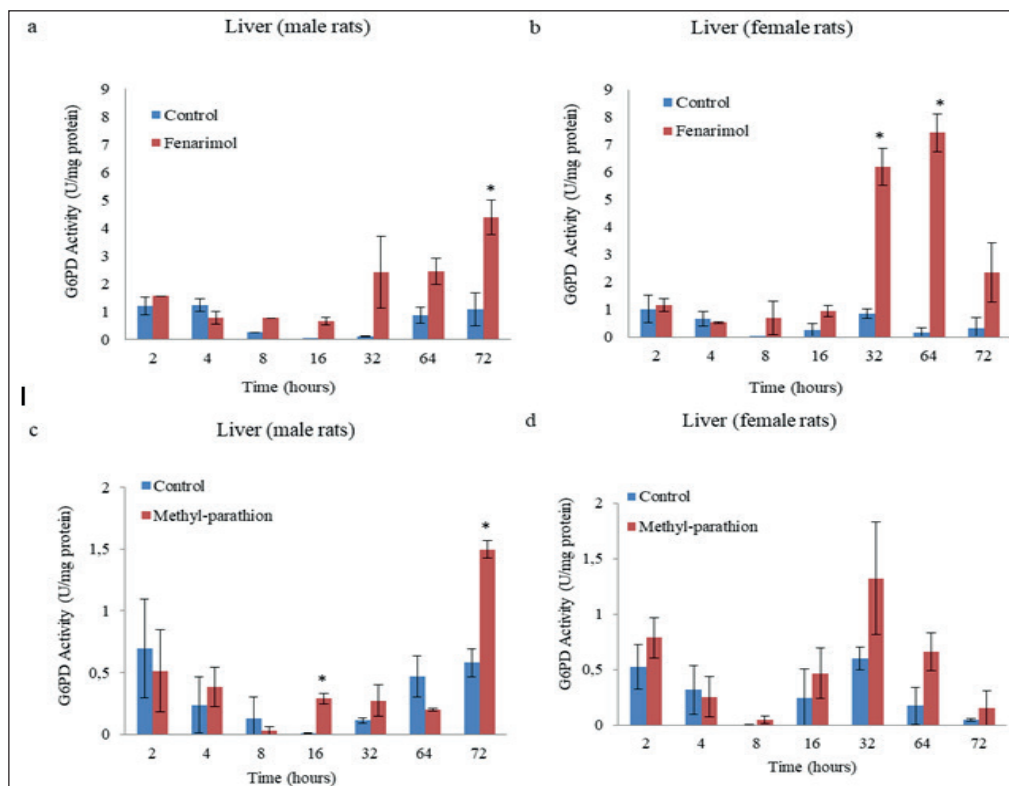 a
Liver (male rats)
G6PD Activity (U/mg protein)
9
8
7
6
5
4
3
2
1
0
Control
Fenarimol
*
2 4 8 16 32 64 72
Time (hours)
b
Liver (female rats)
G6PD Activity (U/mg protein)
9
8
7
6
5
4
3
2
1
0
Control
Fenarimol
*
*
2 4 8 16 32 64 72
Time (hours)
c
Liver (male rats)
G6PD Activity (U/mg protein)
2
1,5
1
0,5
0
Control
Methyl-parathion
*
*
2 4 8 16 32 64 72
Time (hours)
d
Liver (female rats)
G6PD Activity (U/mg protein)
2
1,5
1
0,5
0
Control
Methyl-parathion
2 4 8 16 32 64 72
Time (hours)